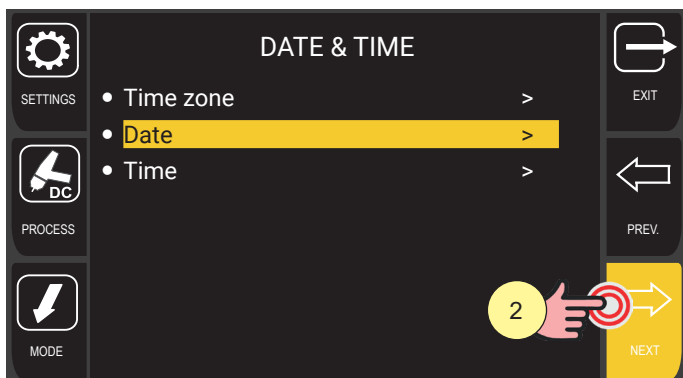 DATE & TIME
SETTINGS
• Time zone >
EXIT
• Date >
• Time >
DC
PROCESS
PREV.
2
MODE
NEXT